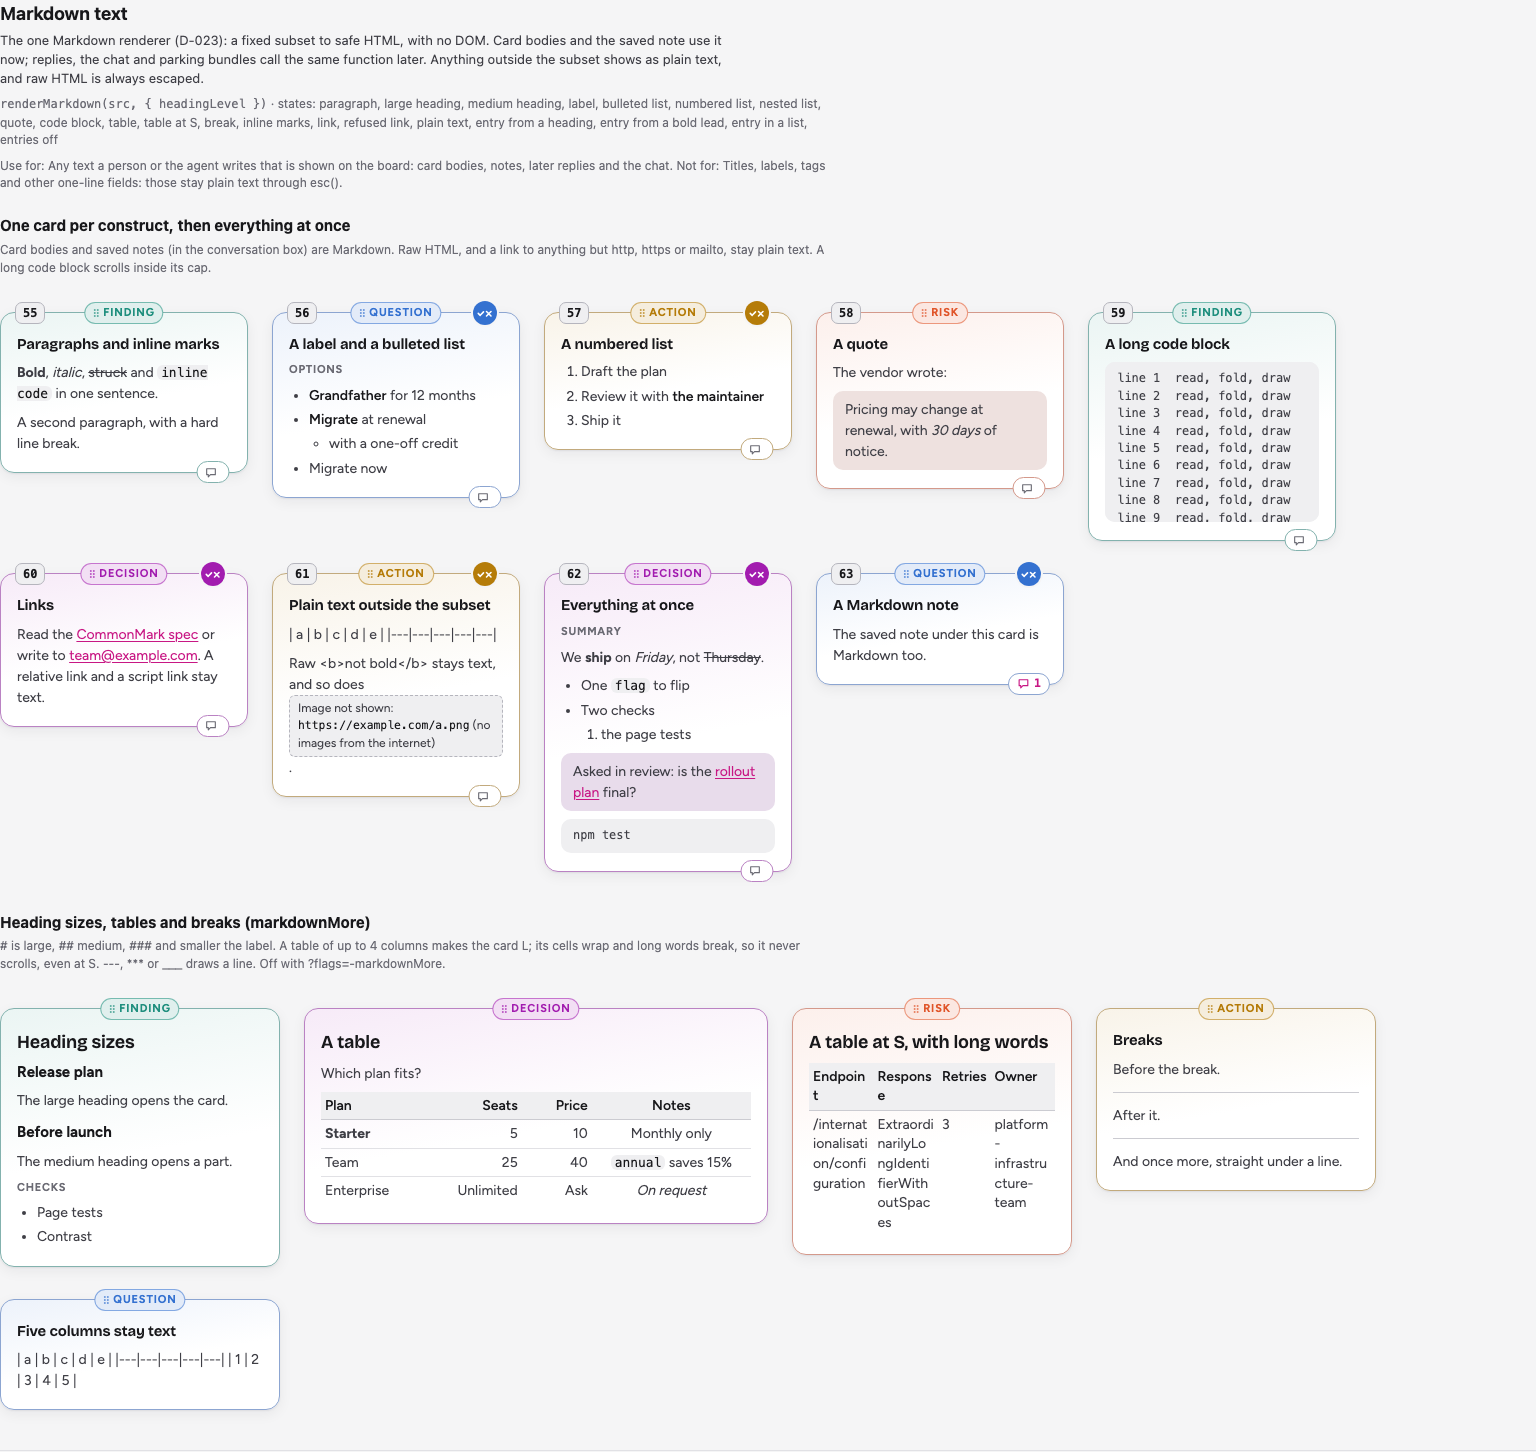 Markdown text
The one Markdown renderer (D-023): a fixed subset to safe HTML, with no DOM. Card bodies and the saved note use it
now; replies, the chat and parking bundles call the same function later. Anything outside the subset shows as plain text,
and raw HTML is always escaped.
renderMarkdown(src, { headingLevel }) · states: paragraph, large heading, medium heading, label, bulleted list, numbered list, nested list,
quote, code block, table, table at S, break, inline marks, link, refused link, plain text, entry from a heading, entry from a bold lead, entry in a list,
entries off
Use for: Any text a person or the agent writes that is shown on the board: card bodies, notes, later replies and the chat. Not for: Titles, labels, tags
and other one-line fields: those stay plain text through esc().
One card per construct, then everything at once
Card bodies and saved notes (in the conversation box) are Markdown. Raw HTML, and a link to anything but http, https or mailto, stay plain text. A
long code block scrolls inside its cap.
55 FINDING
Paragraphs and inline marks
Bold, italic, struck and inline
code in one sentence.
A second paragraph, with a hard
line break.
56 QUESTION
A label and a bulleted list
OPTIONS
• Grandfather for 12 months
• Migrate at renewal
◦ with a one-off credit
• Migrate now
57 ACTION
A numbered list
1. Draft the plan
2. Review it with the maintainer
3. Ship it
58 RISK
A quote
The vendor wrote:
Pricing may change at
renewal, with 30 days of
notice.
59 FINDING
A long code block
line 1 read, fold, draw
line 2 read, fold, draw
line 3 read, fold, draw
line 4 read, fold, draw
line 5 read, fold, draw
line 6 read, fold, draw
line 7 read, fold, draw
line 8 read, fold, draw
line 9 read, fold, draw
60 DECISION
Links
Read the CommonMark spec or
write to team@example.com. A
relative link and a script link stay
text.
61 ACTION
Plain text outside the subset
| a | b | c | d | e | |---|---|---|---|---|
Raw <b>not bold</b> stays text,
and so does
Image not shown:
https://example.com/a.png (no
images from the internet)
.
62 DECISION
Everything at once
SUMMARY
We ship on Friday, not Thursday.
• One flag to flip
• Two checks
1. the page tests
Asked in review: is the rollout
plan final?
npm test
63 QUESTION
A Markdown note
The saved note under this card is
Markdown too.
1
Heading sizes, tables and breaks (markdownMore)
# is large, ## medium, ### and smaller the label. A table of up to 4 columns makes the card L; its cells wrap and long words break, so it never
scrolls, even at S. ---, *** or ___ draws a line. Off with ?flags=-markdownMore.
FINDING
Heading sizes
Release plan
The large heading opens the card.
Before launch
The medium heading opens a part.
CHECKS
• Page tests
• Contrast
DECISION
A table
Which plan fits?
Plan Seats Price Notes
Starter 5 10 Monthly only
Team 25 40 annual saves 15%
Enterprise Unlimited Ask On request
RISK
A table at S, with long words
Endpoin Respons Retries Owner
t e
/internat Extraordi 3 platform
ionalisati narilyLo -
on/confi ngIdenti infrastru
guration fierWith cture-
outSpac team
es
ACTION
Breaks
Before the break.
After it.
And once more, straight under a line.
QUESTION
Five columns stay text
| a | b | c | d | e | |---|---|---|---|---| | 1 | 2
| 3 | 4 | 5 |